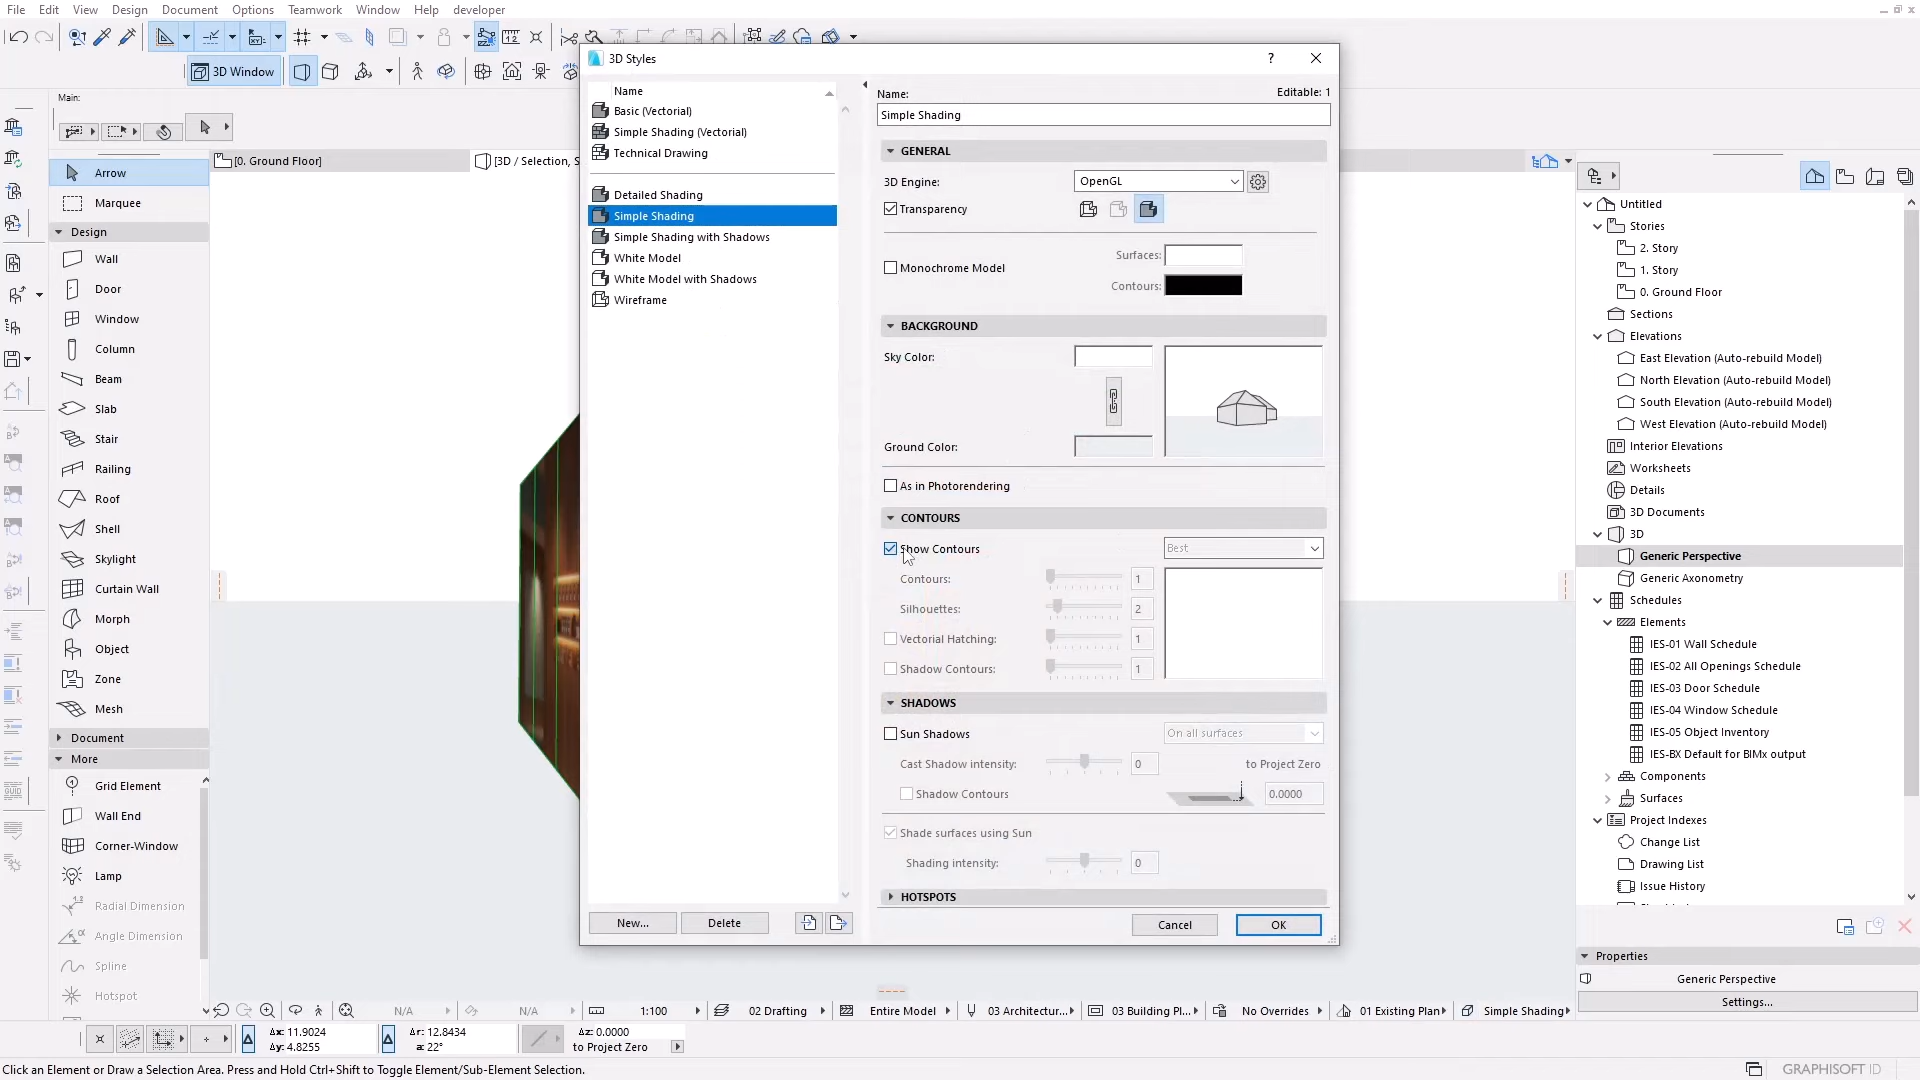 File Edit View Design Document Options Teamwork Window Help developer
3D Window
Main:
[0. Ground Floor]
[3D / Selection, S
Arrow
Marquee
Design
Wall
Door
Window
Column
Beam
Slab
Stair
Railing
Roof
Shell
Skylight
Curtain Wall
Morph
Object
Zone
Mesh
Document
More
Grid Element
Wall End
Corner-Window
Lamp
Radial Dimension
Angle Dimension
Spline
Hotspot
3D Styles
Name
Basic (Vectorial)
Simple Shading (Vectorial)
Technical Drawing
Detailed Shading
Simple Shading
Simple Shading with Shadows
White Model
White Model with Shadows
Wireframe
New...
Delete
Name:
Editable: 1
Simple Shading
GENERAL
3D Engine:
OpenGL
Transparency
Monochrome Model
Surfaces:
Contours:
BACKGROUND
Sky Color:
Ground Color:
As in Photorendering
CONTOURS
Show Contours
Best
Contours:
1
Silhouettes:
2
Vectorial Hatching:
1
Shadow Contours:
1
SHADOWS
Sun Shadows
On all surfaces
Cast Shadow intensity:
0
to Project Zero
Shadow Contours
0.0000
Shade surfaces using Sun
Shading intensity:
0
HOTSPOTS
Cancel
OK
Untitled
Stories
2. Story
1. Story
0. Ground Floor
Sections
Elevations
East Elevation (Auto-rebuild Model)
North Elevation (Auto-rebuild Model)
South Elevation (Auto-rebuild Model)
West Elevation (Auto-rebuild Model)
Interior Elevations
Worksheets
Details
3D Documents
3D
Generic Perspective
Generic Axonometry
Schedules
Elements
IES-01 Wall Schedule
IES-02 All Openings Schedule
IES-03 Door Schedule
IES-04 Window Schedule
IES-05 Object Inventory
IES-BX Default for BIMx output
Components
Surfaces
Project Indexes
Change List
Drawing List
Issue History
Properties
Generic Perspective
Settings...
N/A
N/A
1:100
02 Drafting
Entire Model
03 Architectur...
03 Building Pl...
No Overrides
01 Existing Plan
Simple Shading
Δx: 11.9024
Δy: 4.8255
Δr: 12.8434
a: 22°
Δz: 0.0000
to Project Zero
Click an Element or Draw a Selection Area. Press and Hold Ctrl+Shift to Toggle Element/Sub-Element Selection.
GRAPHISOFT ID